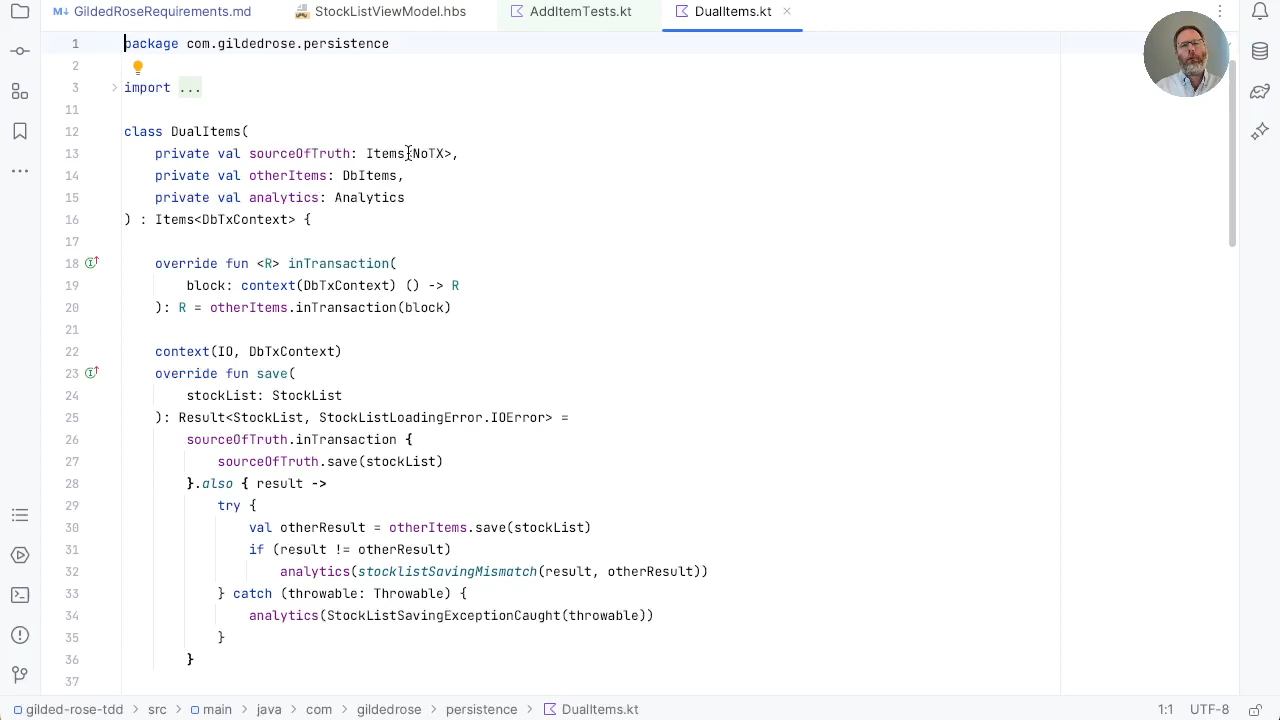 GildedRoseRequirements.md StockListViewModel.hbs AddItemTests.kt DualItems.kt
1 package com.gildedrose.persistence
2
3 import ...
11
12 class DualItems(
13 private val sourceOfTruth: Items<NoTX>,
14 private val otherItems: DbItems,
15 private val analytics: Analytics
16 ) : Items<DbTxContext> {
17
18 override fun <R> inTransaction(
19 block: context(DbTxContext) () -> R
20 ): R = otherItems.inTransaction(block)
21
22 context(IO, DbTxContext)
23 override fun save(
24 stockList: StockList
25 ): Result<StockList, StockListLoadingError.IOError> =
26 sourceOfTruth.inTransaction {
27 sourceOfTruth.save(stockList)
28 }.also { result ->
29 try {
30 val otherResult = otherItems.save(stockList)
31 if (result != otherResult)
32 analytics(stocklistSavingMismatch(result, otherResult))
33 } catch (throwable: Throwable) {
34 analytics(StockListSavingExceptionCaught(throwable))
35 }
36 }
37
gilded-rose-tdd > src > main > java > com > gildedrose > persistence > DualItems.kt 1:1 UTF-8